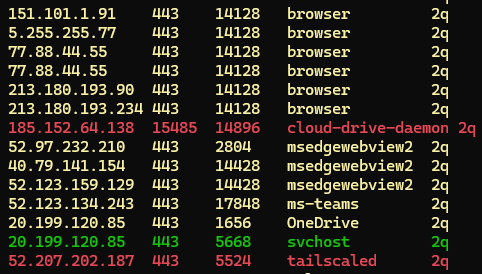 151.101.1.91 443 14128 browser 2q
5.255.255.77 443 14128 browser 2q
77.88.44.55 443 14128 browser 2q
77.88.44.55 443 14128 browser 2q
213.180.193.90 443 14128 browser 2q
213.180.193.234 443 14128 browser 2q
185.152.64.138 15485 14896 cloud-drive-daemon 2q
52.97.232.210 443 2804 msedgewebview2 2q
40.79.141.154 443 14428 msedgewebview2 2q
52.123.159.129 443 14428 msedgewebview2 2q
52.123.134.243 443 17848 ms-teams 2q
20.199.120.85 443 1656 OneDrive 2q
20.199.120.85 443 5668 svchost 2q
52.207.202.187 443 5524 tailscaled 2q